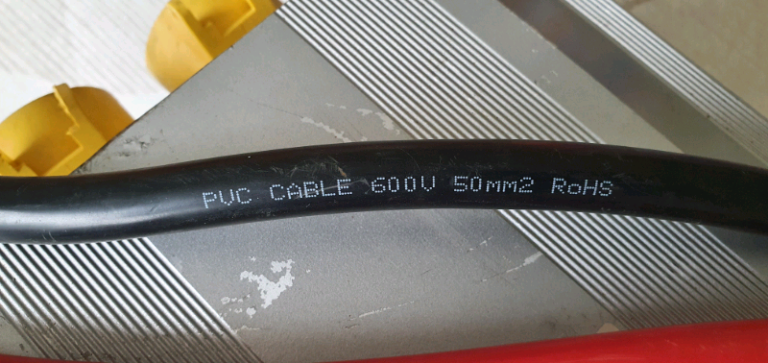 PVC CABLE 600V 50mm2 RoHS